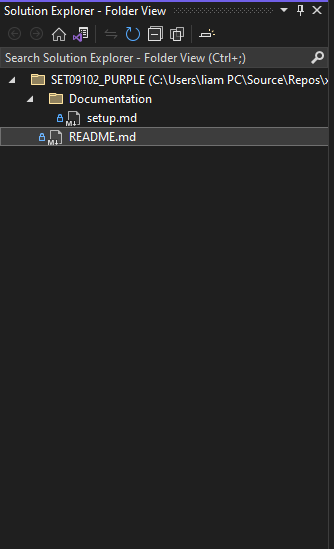 Solution Explorer - Folder View
Search Solution Explorer - Folder View (Ctrl+;)
SET09102_PURPLE (C:\Users\liam PC\Source\Repos\
Documentation
M↓ setup.md
M↓ README.md